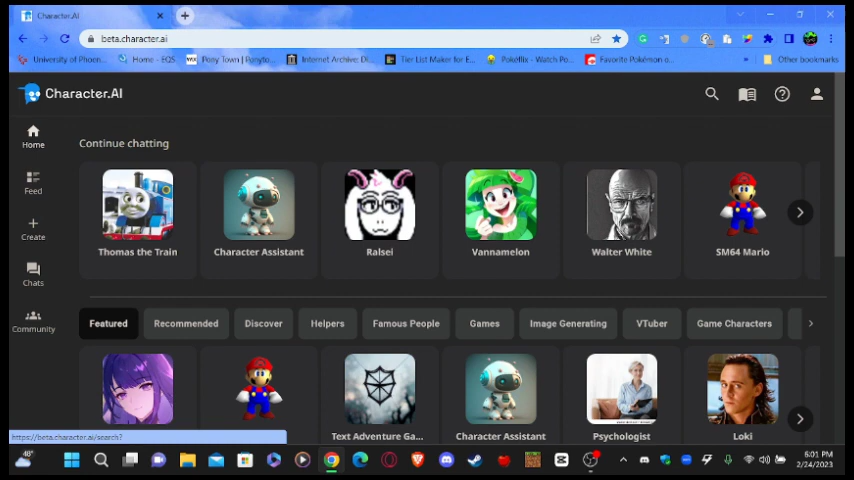 Character.AI
beta.character.ai
University of Phoen...
Home - EQS
WIX
Pony Town | Ponyto...
Internet Archive: Di...
Tier List Maker for E...
Pokéflix - Watch Po...
Favorite Pokémon o...
»
Other bookmarks
Character.AI
Home
Feed
Create
Chats
Community
Continue chatting
Thomas the Train
Character Assistant
Ralsei
Vannamelon
Walter White
SM64 Mario
Featured
Recommended
Discover
Helpers
Famous People
Games
Image Generating
VTuber
Game Characters
Text Adventure Ga...
Character Assistant
Psychologist
Loki
https://beta.character.ai/search?
48°
6:01 PM
2/24/2023